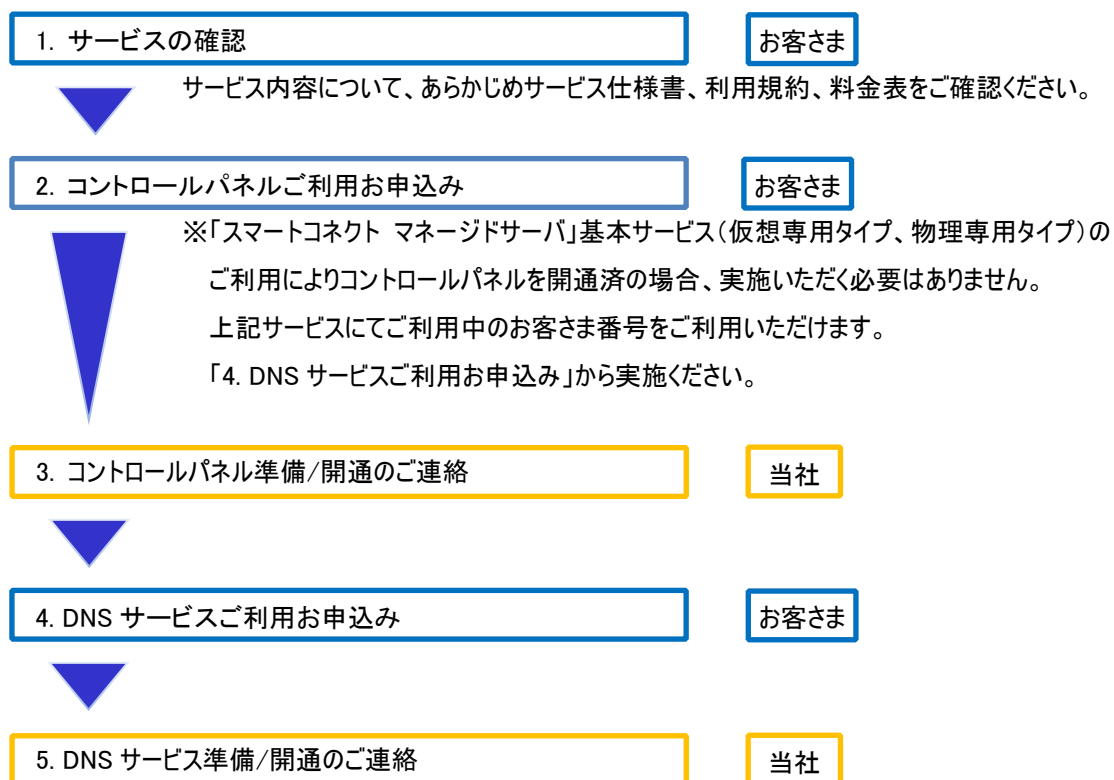 1. サービスの確認 お客さま
サービス内容について、あらかじめサービス仕様書、利用規約、料金表をご確認ください。
2. コントロールパネルご利用お申込み お客さま
※「スマートコネクト マネージドサーバ」基本サービス(仮想専用タイプ、物理専用タイプ)の
ご利用によりコントロールパネルを開通済の場合、実施いただく必要はありません。
上記サービスにてご利用中のお客さま番号をご利用いただけます。
「4. DNS サービスご利用お申込み」から実施ください。
3. コントロールパネル準備/開通のご連絡 当社
4. DNS サービスご利用お申込み お客さま
5. DNS サービス準備/開通のご連絡 当社